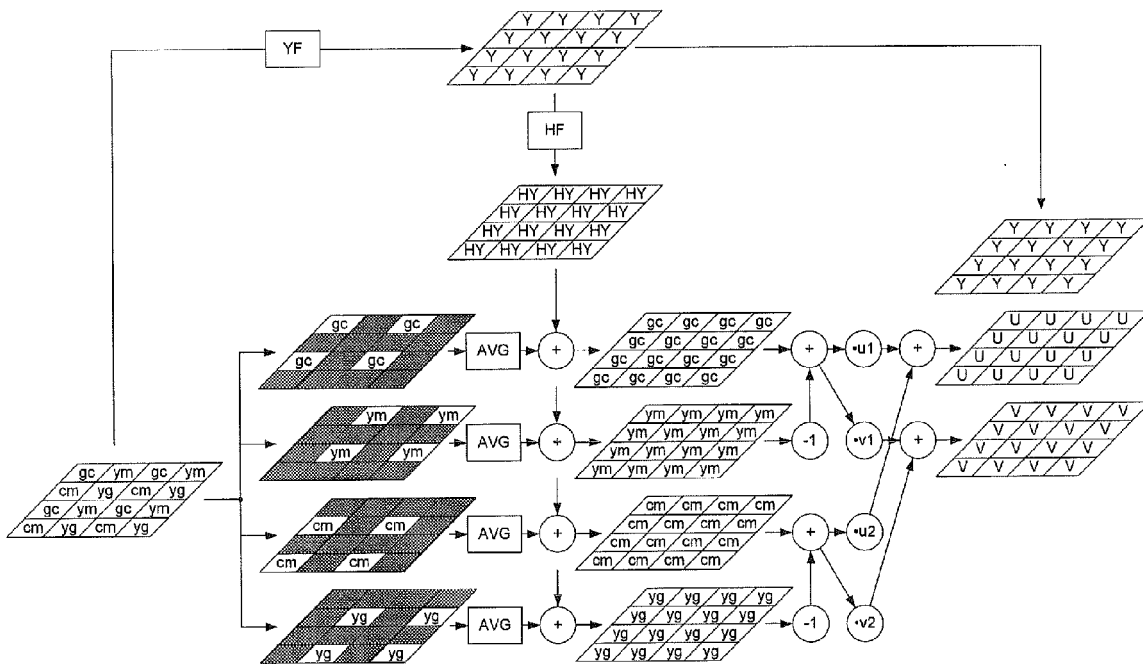 YF
Y Y Y Y
Y Y Y Y
Y Y Y Y
Y Y Y Y
HF
HY HY HY HY
HY HY HY HY
HY HY HY HY
HY HY HY HY
Y Y Y Y
Y Y Y Y
Y Y Y Y
Y Y Y Y
gc gc
gc gc
AVG
+
gc gc gc gc
gc gc gc gc
gc gc gc gc
gc gc gc gc
+
•u1
+
U U U U
U U U U
U U U U
U U U U
ym ym
ym ym
AVG
+
ym ym ym ym
ym ym ym ym
ym ym ym ym
ym ym ym ym
-1
•v1
+
V V V V
V V V V
V V V V
V V V V
gc ym gc ym
cm yg cm yg
gc ym gc ym
cm yg cm yg
cm cm
cm cm
AVG
+
cm cm cm cm
cm cm cm cm
cm cm cm cm
cm cm cm cm
+
•u2
yg yg
yg yg
AVG
+
yg yg yg yg
yg yg yg yg
yg yg yg yg
yg yg yg yg
-1
•v2